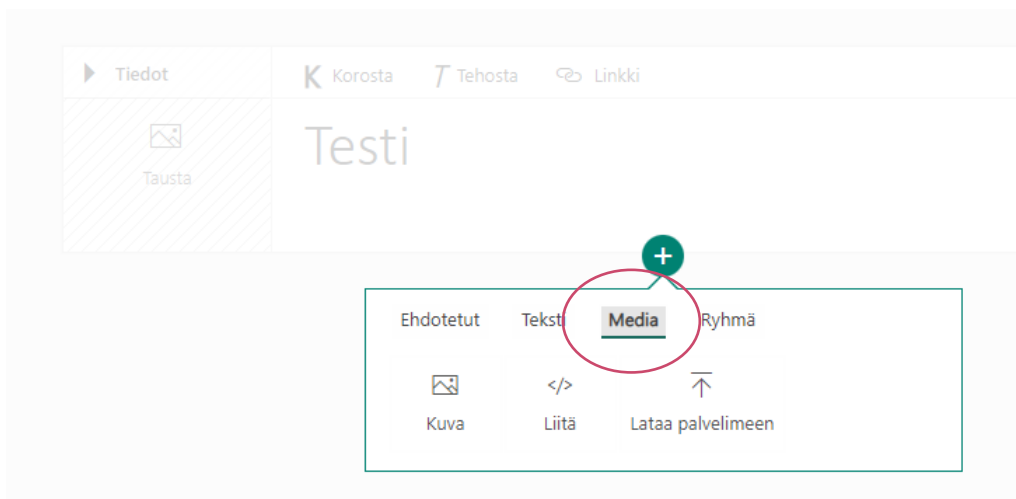 Tiedot K Korosta T Tehosta Linkki
Tausta
Testi
+
Ehdotetut Teksti Media Ryhmä
</>
Kuva Liitä Lataa palvelimeen